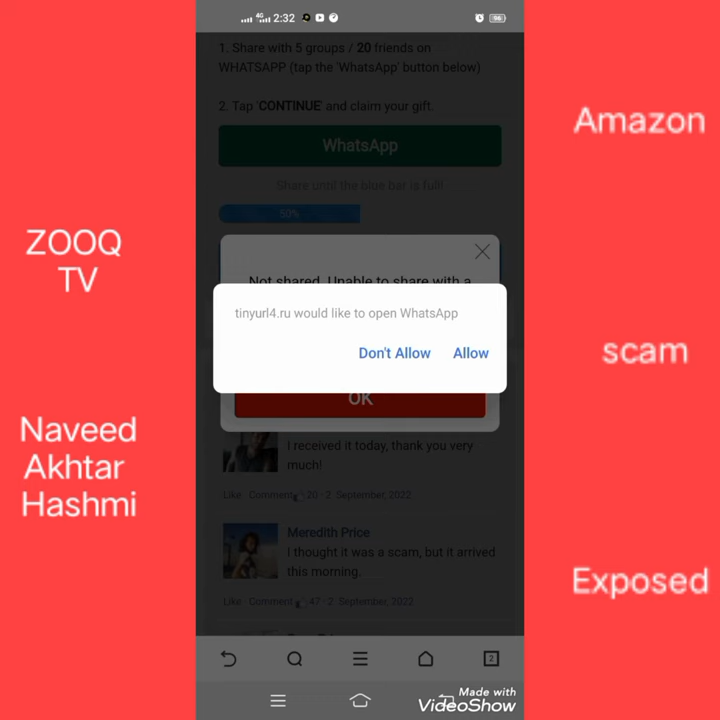 4G 2:32
96
1. Share with 5 groups / 20 friends on
WHATSAPP (tap the 'WhatsApp' button below)
2. Tap 'CONTINUE' and claim your gift.
WhatsApp
Share until the blue bar is full!
50%
Not shared. Unable to share with a
tinyurl4.ru would like to open WhatsApp
Don't Allow Allow
OK
I received it today, thank you very
much!
Like · Comment 20 · 2. September, 2022
Meredith Price
I thought it was a scam, but it arrived
this morning.
Like · Comment 47 · 2. September, 2022
2
Made with
VideoShow
ZOOQ
TV
Naveed
Akhtar
Hashmi
Amazon
scam
Exposed